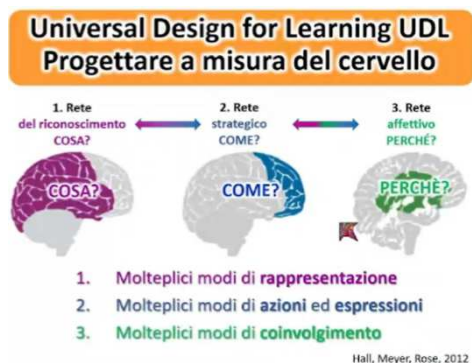 Universal Design for Learning UDL
Progettare a misura del cervello
1. Rete
del riconoscimento
COSA?
2. Rete
strategico
COME?
3. Rete
affettivo
PERCHÉ?
COSA?
COME?
PERCHÈ?
1. Molteplici modi di rappresentazione
2. Molteplici modi di azioni ed espressioni
3. Molteplici modi di coinvolgimento
Hall, Meyer, Rose, 2012